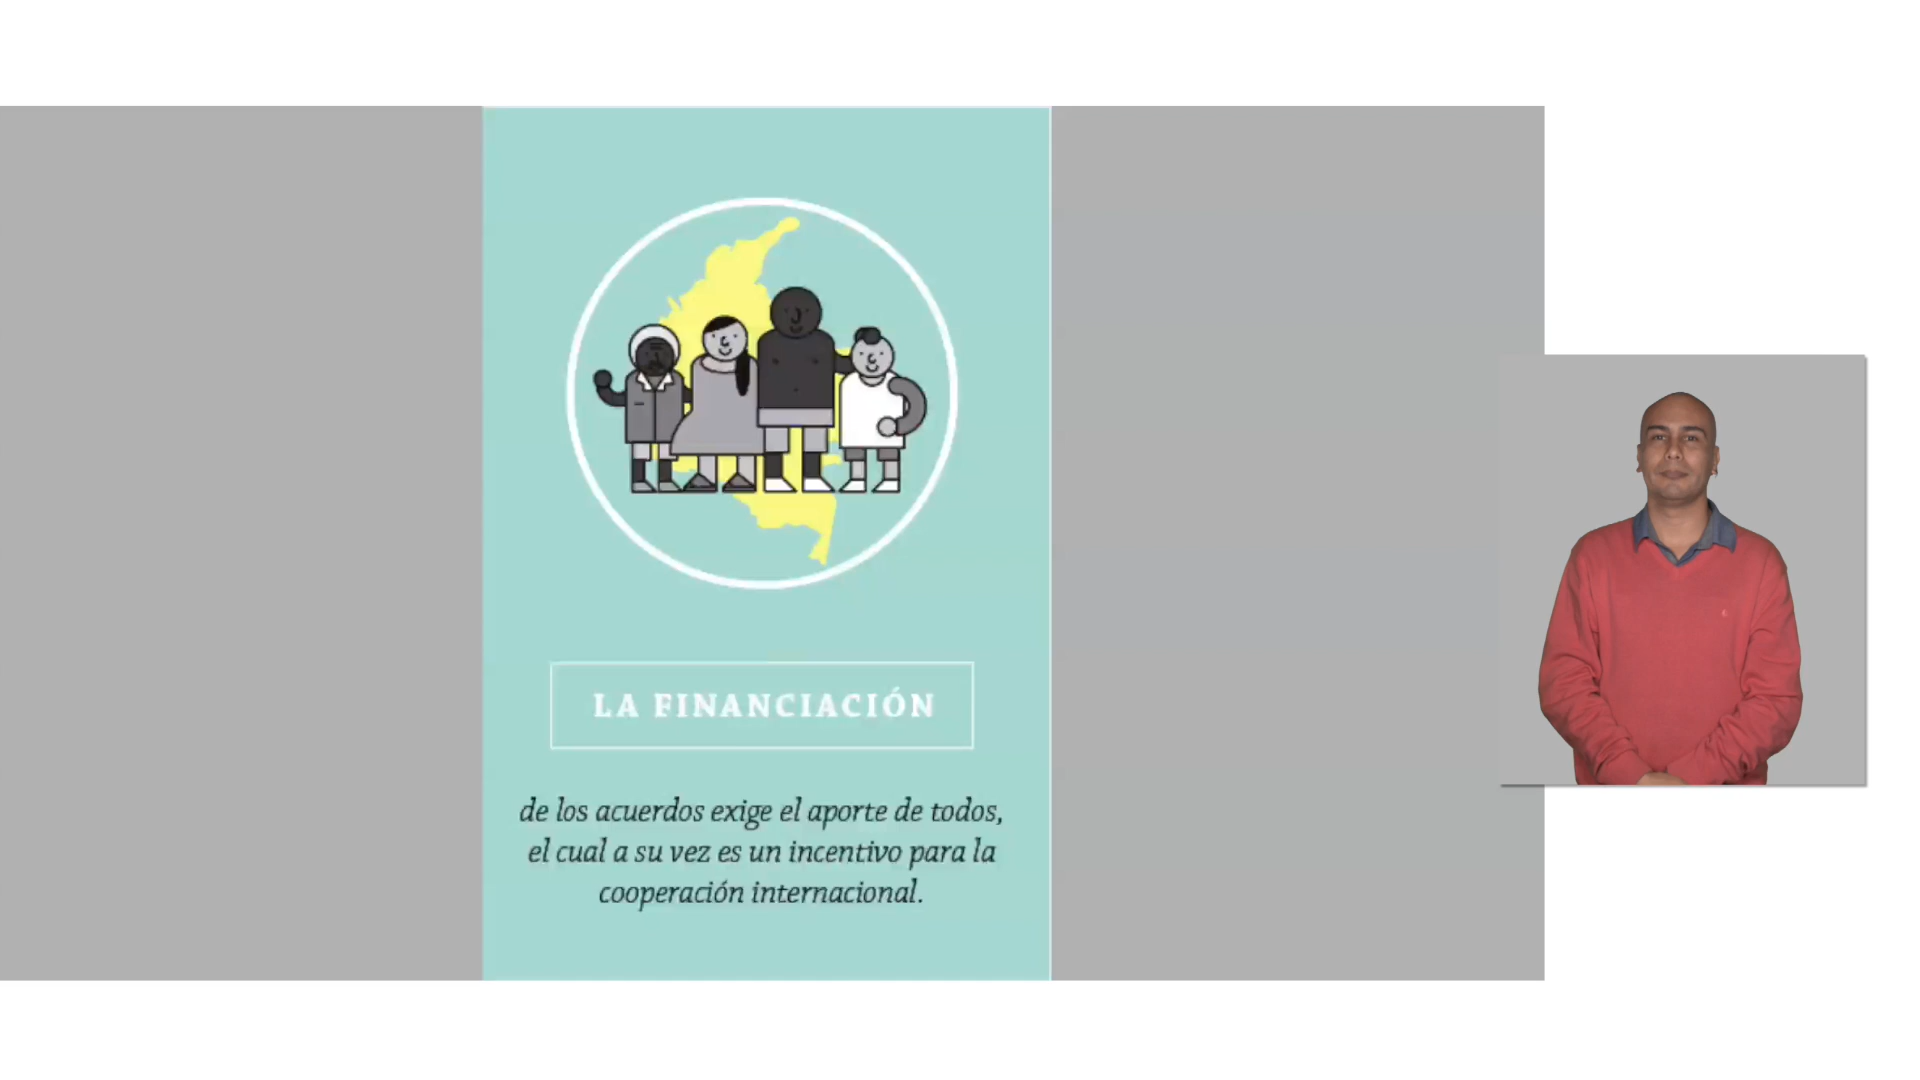 LA FINANCIACIÓN
de los acuerdos exige el aporte de todos,
el cual a su vez es un incentivo para la
cooperación internacional.